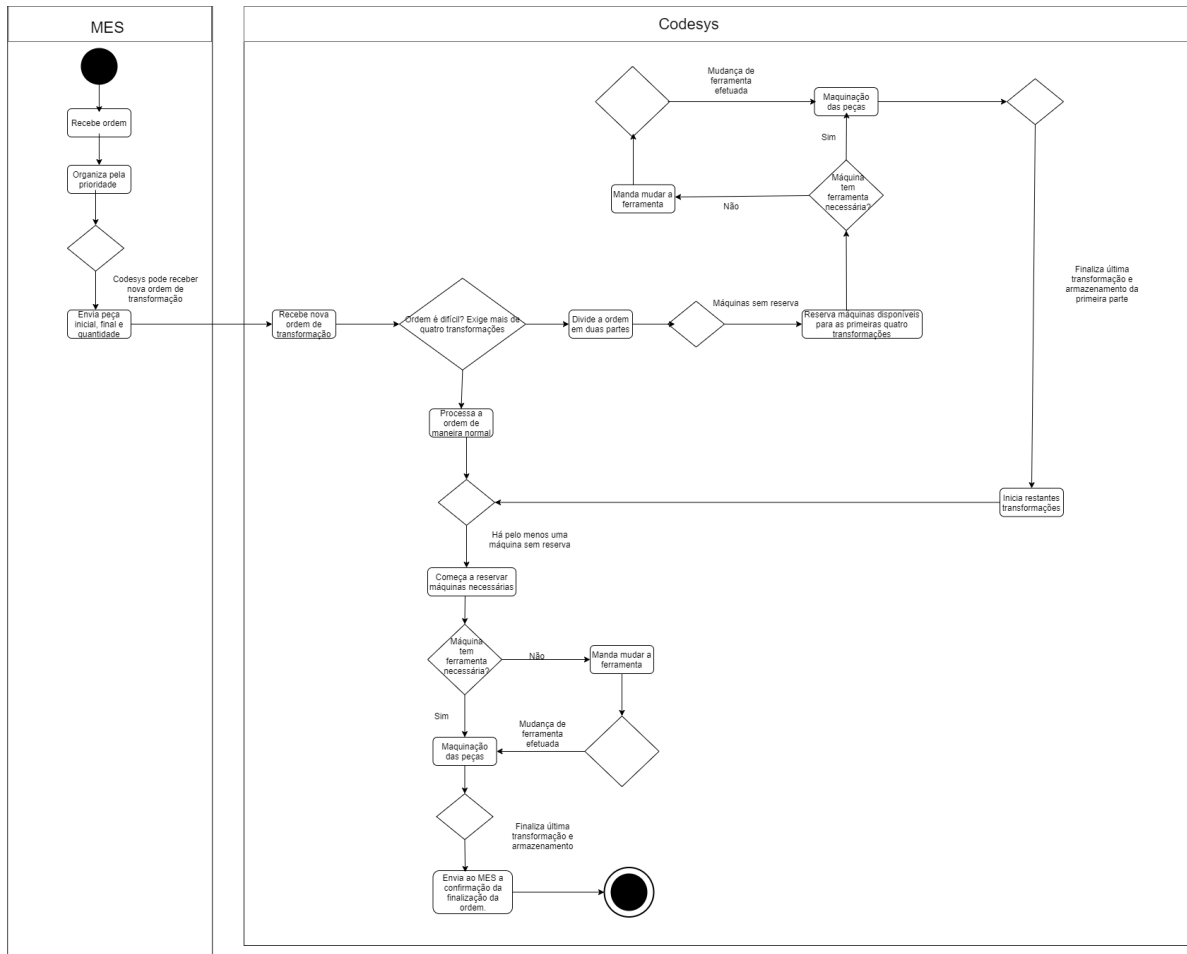 MES
Recebe ordem
Organiza pela
prioridade
Codesys pode receber
nova ordem de
transformação
Envia peça
inicial, final e
quantidade
Codesys
Recebe nova
ordem de
transformação
Ordem é difícil? Exige mais de
quatro transformações
Divide a ordem
em duas partes
Máquinas sem reserva
Reserva máquinas disponíveis
para as primeiras quatro
transformações
Máquina
tem
ferramenta
necessária?
Não
Manda mudar a
ferramenta
Mudança de
ferramenta
efetuada
Sim
Maquinação
das peças
Finaliza última
transformação e
armazenamento da
primeira parte
Inicia restantes
transformações
Processa a
ordem de
maneira normal
Há pelo menos uma
máquina sem reserva
Começa a reservar
máquinas necessárias
Máquina
tem
ferramenta
necessária?
Não
Manda mudar a
ferramenta
Sim
Mudança de
ferramenta
efetuada
Maquinação
das peças
Finaliza última
transformação e
armazenamento
Envia ao MES a
confirmação da
finalização da
ordem.